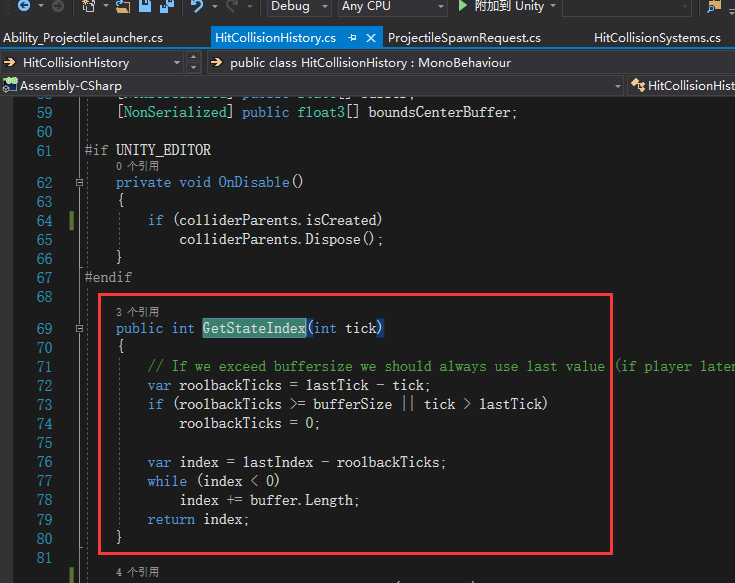 Debug Any CPU 附加到 Unity
Ability_ProjectileLauncher.cs HitCollisionHistory.cs ProjectileSpawnRequest.cs HitCollisionSystems.cs
HitCollisionHistory public class HitCollisionHistory : MonoBehaviour
Assembly-CSharp HitCollisionHist
59 [NonSerialized] public float3[] boundsCenterBuffer;
60
61 #if UNITY_EDITOR
0 个引用
62 private void OnDisable()
63 {
64 if (colliderParents.isCreated)
65 colliderParents.Dispose();
66 }
67 #endif
68
3 个引用
69 public int GetStateIndex(int tick)
70 {
71 // If we exceed buffersize we should always use last value (if player later
72 var roolbackTicks = lastTick - tick;
73 if (roolbackTicks >= bufferSize || tick > lastTick)
74 roolbackTicks = 0;
75
76 var index = lastIndex - roolbackTicks;
77 while (index < 0)
78 index += buffer.Length;
79 return index;
80 }
81
4 个引用